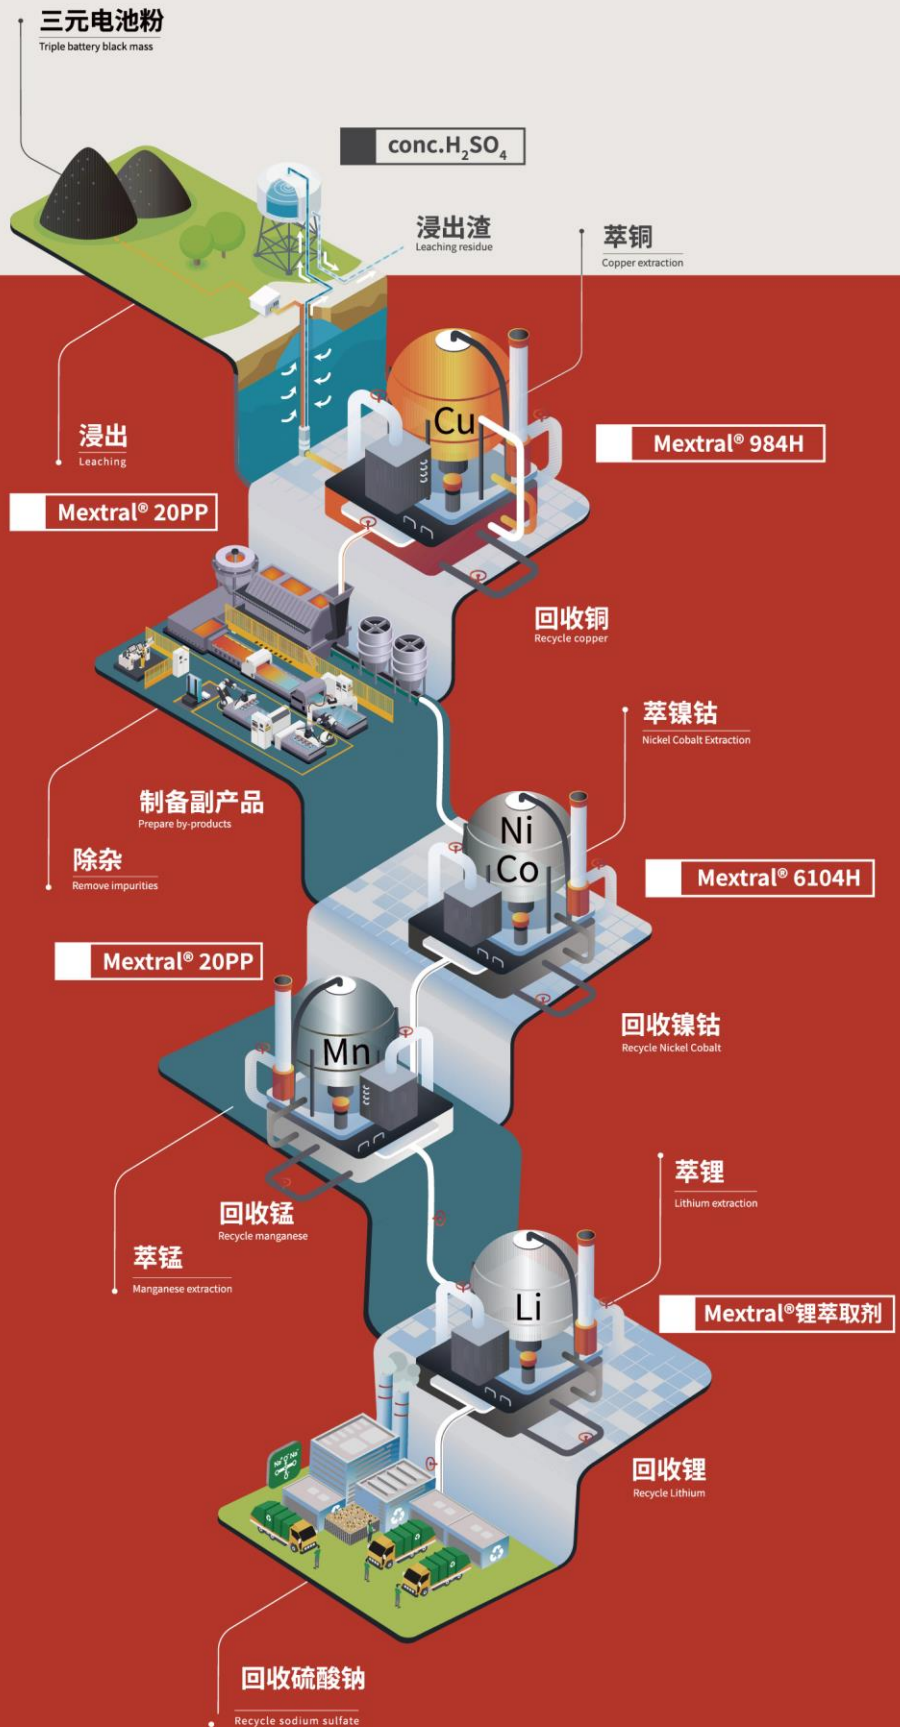 三元电池粉
Triple battery black mass
conc.H₂SO₄
浸出渣
Leaching residue
萃铜
Copper extraction
Cu
浸出
Leaching
Mextral® 984H
Mextral® 20PP
回收铜
Recycle copper
萃镍钴
Nickel Cobalt Extraction
制备副产品
Prepare by-products
Ni
Co
除杂
Remove impurities
Mextral® 6104H
Mextral® 20PP
回收镍钴
Recycle Nickel Cobalt
Mn
萃锂
Lithium extraction
回收锰
Recycle manganese
萃锰
Manganese extraction
Li
Mextral®锂萃取剂
回收锂
Recycle Lithium
回收硫酸钠
Recycle sodium sulfate